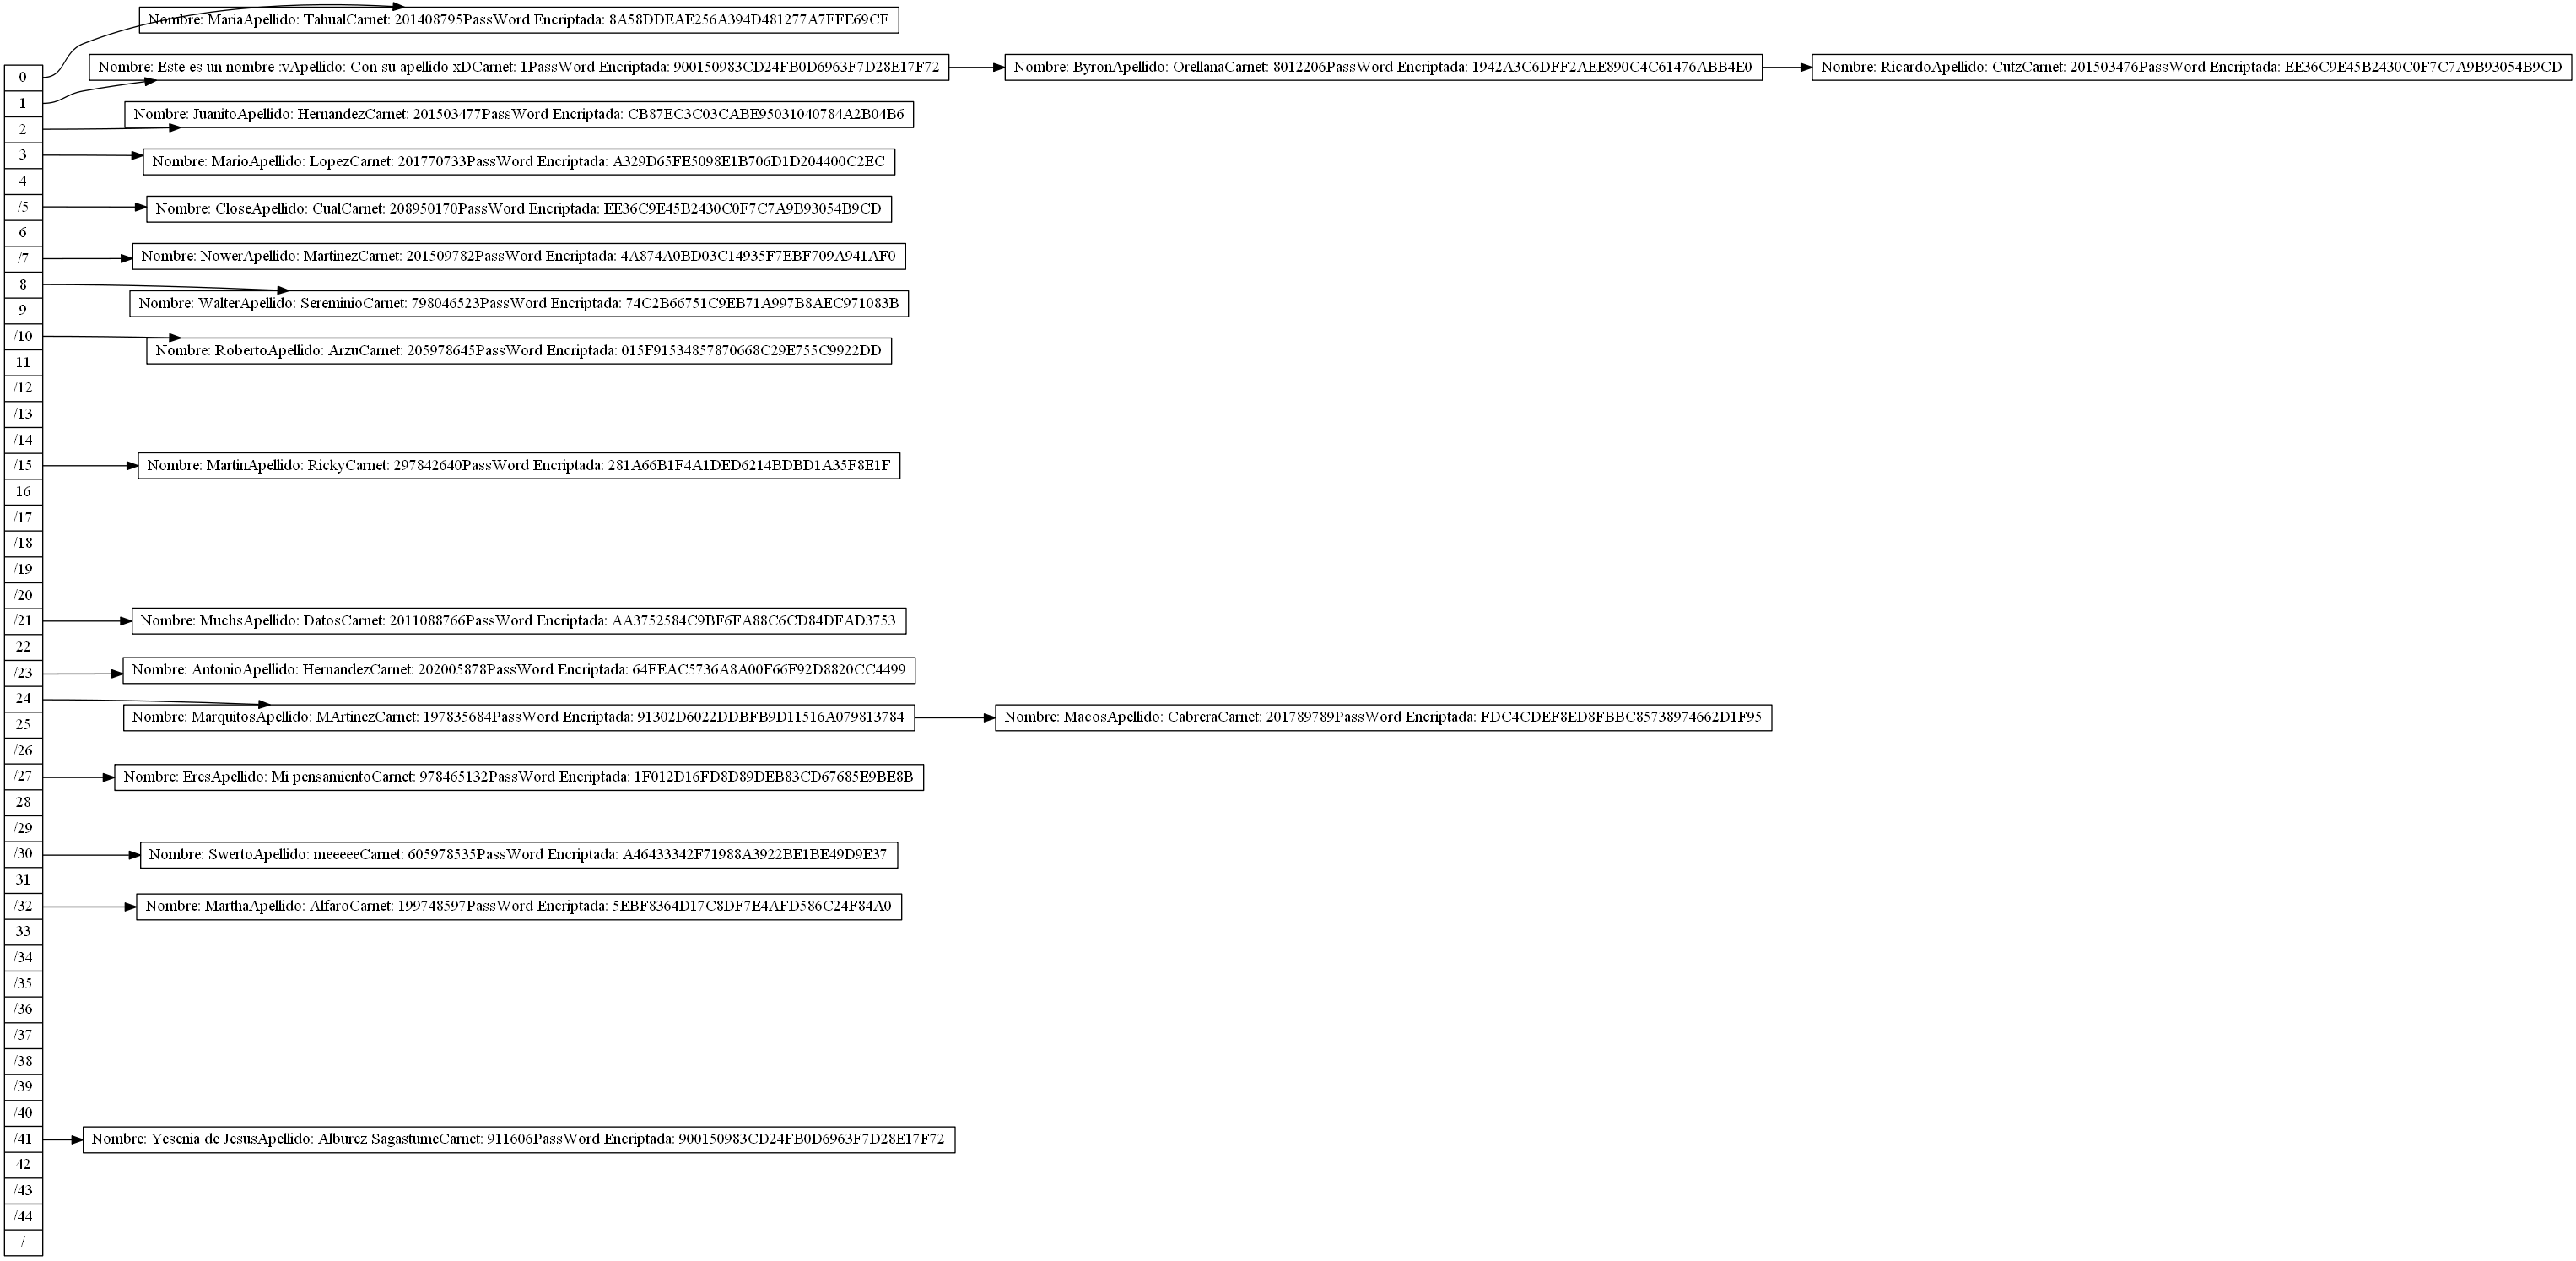 Nombre: MariaApellido: TahualCarnet: 201408795PassWord Encriptada: 8A58DDEAE256A394D481277A7FFE69CF
0
Nombre: Este es un nombre :vApellido: Con su apellido xDCarnet: 1PassWord Encriptada: 900150983CD24FB0D6963F7D28E17F72
Nombre: ByronApellido: OrellanaCarnet: 8012206PassWord Encriptada: 1942A3C6DFF2AEE890C4C61476ABB4E0
Nombre: RicardoApellido: CutzCarnet: 201503476PassWord Encriptada: EE36C9E45B2430C0F7C7A9B93054B9CD
1
Nombre: JuanitoApellido: HernandezCarnet: 201503477PassWord Encriptada: CB87EC3C03CABE95031040784A2B04B6
2
3
Nombre: MarioApellido: LopezCarnet: 201770733PassWord Encriptada: A329D65FE5098E1B706D1D204400C2EC
4
/5
Nombre: CloseApellido: CualCarnet: 208950170PassWord Encriptada: EE36C9E45B2430C0F7C7A9B93054B9CD
6
/7
Nombre: NowerApellido: MartinezCarnet: 201509782PassWord Encriptada: 4A874A0BD03C14935F7EBF709A941AF0
8
Nombre: WalterApellido: SereminioCarnet: 798046523PassWord Encriptada: 74C2B66751C9EB71A997B8AEC971083B
9
/10
Nombre: RobertoApellido: ArzuCarnet: 205978645PassWord Encriptada: 015F91534857870668C29E755C9922DD
11
/12
/13
/14
/15
Nombre: MartinApellido: RickyCarnet: 297842640PassWord Encriptada: 281A66B1F4A1DED6214BDBD1A35F8E1F
16
/17
/18
/19
/20
/21
Nombre: MuchsApellido: DatosCarnet: 2011088766PassWord Encriptada: AA3752584C9BF6FA88C6CD84DFAD3753
22
/23
Nombre: AntonioApellido: HernandezCarnet: 202005878PassWord Encriptada: 64FEAC5736A8A00F66F92D8820CC4499
24
Nombre: MarquitosApellido: MArtinezCarnet: 197835684PassWord Encriptada: 91302D6022DDBFB9D11516A079813784
Nombre: MacosApellido: CabreraCarnet: 201789789PassWord Encriptada: FDC4CDEF8ED8FBBC85738974662D1F95
25
/26
/27
Nombre: EresApellido: Mi pensamientoCarnet: 978465132PassWord Encriptada: 1F012D16FD8D89DEB83CD67685E9BE8B
28
/29
/30
Nombre: SwertoApellido: meeeeeCarnet: 605978535PassWord Encriptada: A46433342F71988A3922BE1BE49D9E37
31
/32
Nombre: MarthaApellido: AlfaroCarnet: 199748597PassWord Encriptada: 5EBF8364D17C8DF7E4AFD586C24F84A0
33
/34
/35
/36
/37
/38
/39
/40
/41
Nombre: Yesenia de JesusApellido: Alburez SagastumeCarnet: 911606PassWord Encriptada: 900150983CD24FB0D6963F7D28E17F72
42
/43
/44
/